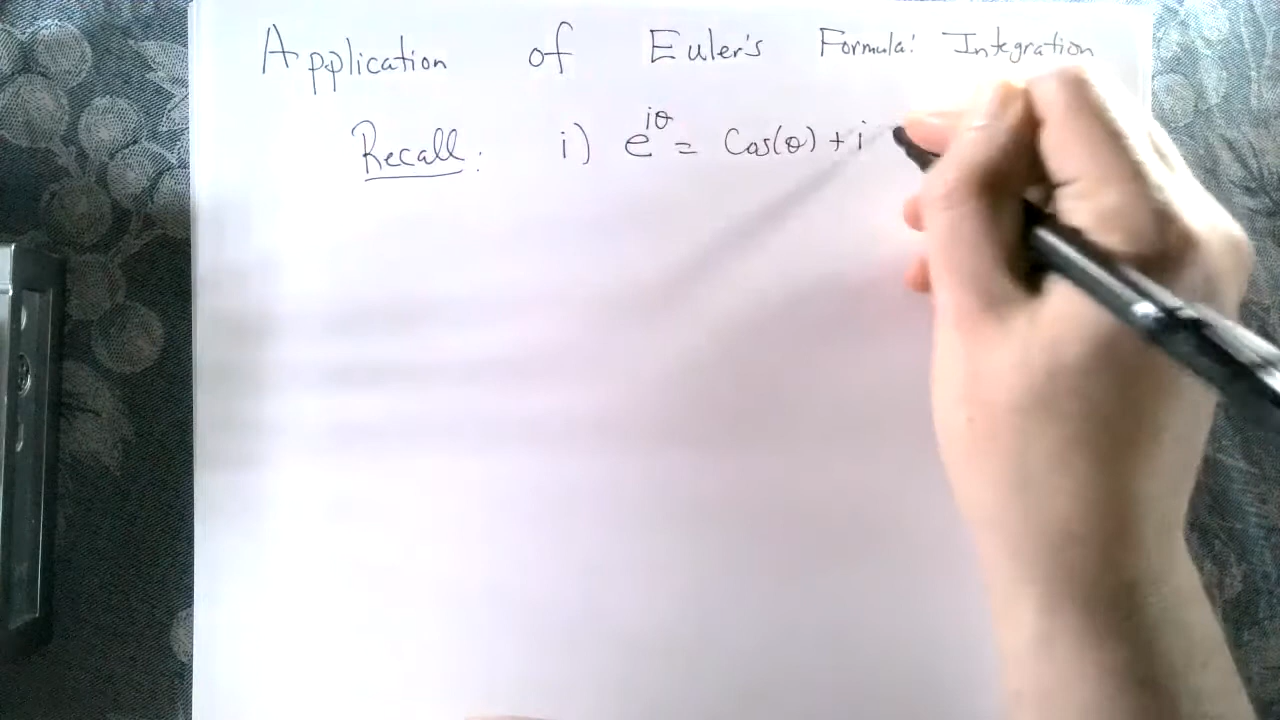 Application of Euler's Formula: Integration
Recall: i) e^{iθ} = Cos(θ) + i